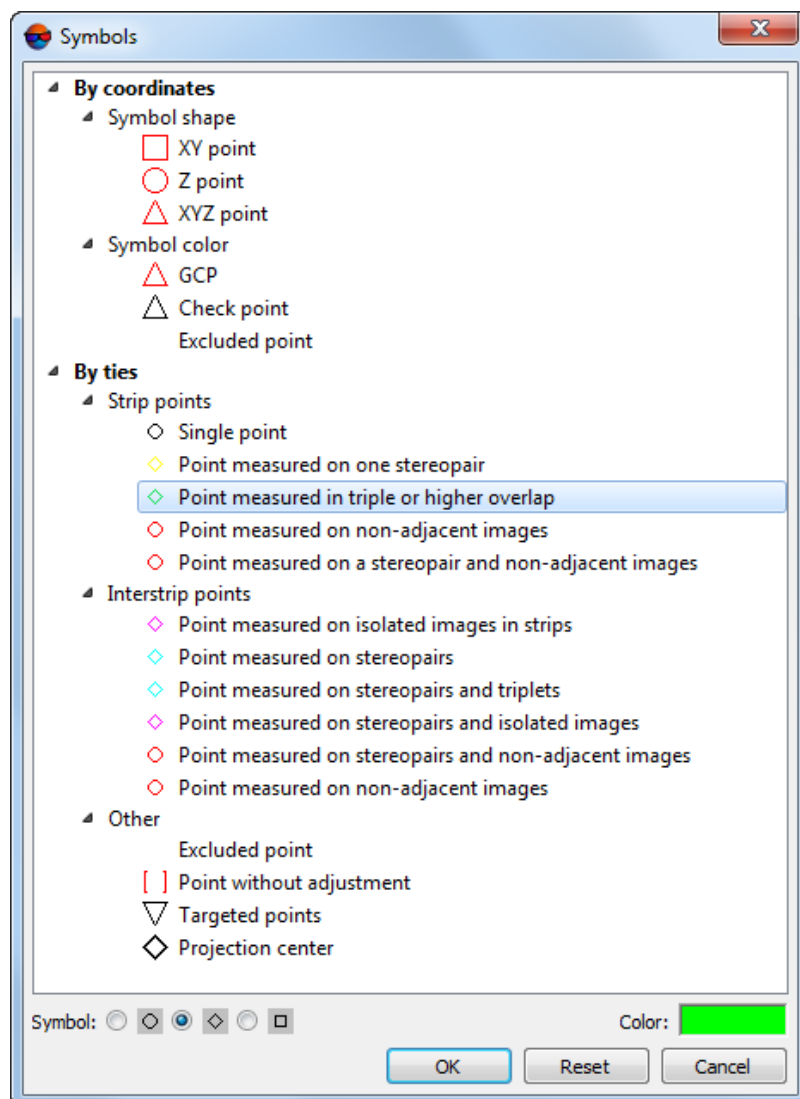 Symbols
By coordinates
Symbol shape
XY point
Z point
XYZ point
Symbol color
GCP
Check point
Excluded point
By ties
Strip points
Single point
Point measured on one stereopair
Point measured in triple or higher overlap
Point measured on non-adjacent images
Point measured on a stereopair and non-adjacent images
Interstrip points
Point measured on isolated images in strips
Point measured on stereopairs
Point measured on stereopairs and triplets
Point measured on stereopairs and isolated images
Point measured on stereopairs and non-adjacent images
Point measured on non-adjacent images
Other
Excluded point
Point without adjustment
Targeted points
Projection center
Symbol: Color:
OK Reset Cancel